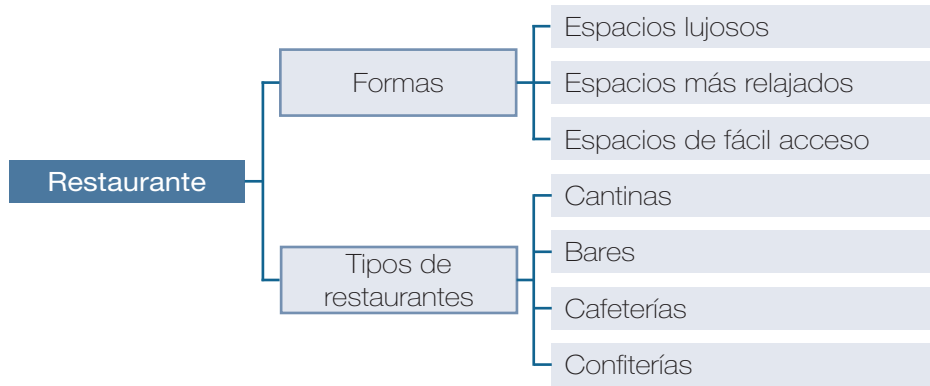 Restaurante
Formas
Espacios lujosos
Espacios más relajados
Espacios de fácil acceso
Tipos de
restaurantes
Cantinas
Bares
Cafeterías
Confiterías